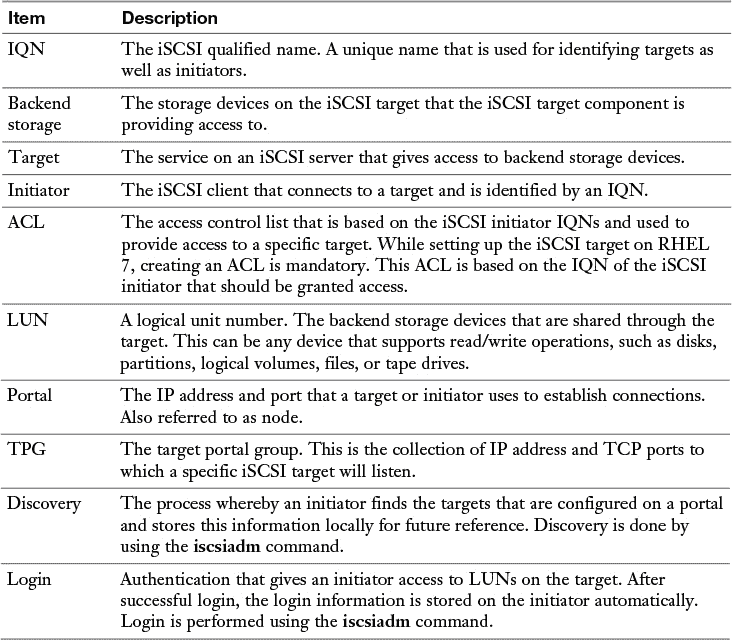 Item Description
IQN The iSCSI qualified name. A unique name that is used for identifying targets as
well as initiators.
Backend The storage devices on the iSCSI target that the iSCSI target component is
storage providing access to.
Target The service on an iSCSI server that gives access to backend storage devices.
Initiator The iSCSI client that connects to a target and is identified by an IQN.
ACL The access control list that is based on the iSCSI initiator IQNs and used to
provide access to a specific target. While setting up the iSCSI target on RHEL
7, creating an ACL is mandatory. This ACL is based on the IQN of the iSCSI
initiator that should be granted access.
LUN A logical unit number. The backend storage devices that are shared through the
target. This can be any device that supports read/write operations, such as disks,
partitions, logical volumes, files, or tape drives.
Portal The IP address and port that a target or initiator uses to establish connections.
Also referred to as node.
TPG The target portal group. This is the collection of IP address and TCP ports to
which a specific iSCSI target will listen.
Discovery The process whereby an initiator finds the targets that are configured on a portal
and stores this information locally for future reference. Discovery is done by
using the iscsiadm command.
Login Authentication that gives an initiator access to LUNs on the target. After
successful login, the login information is stored on the initiator automatically.
Login is performed using the iscsiadm command.